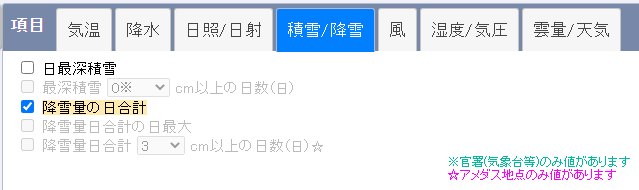 項目 気温 降水 日照/日射 積雪/降雪 風 湿度/気圧 雲量/天気
日最深積雪
最深積雪 0※ cm以上の日数(日)
降雪量の日合計
降雪量日合計の日最大
降雪量日合計 3 cm以上の日数(日)☆
※官署(気象台等)のみ値があります
☆アメダス地点のみ値があります